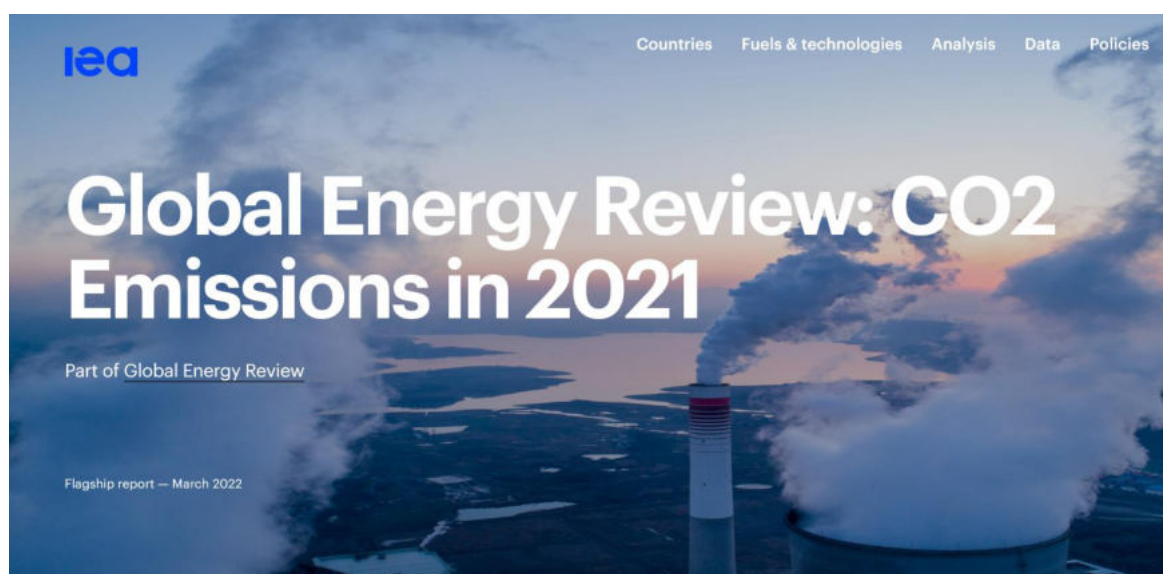 iea
Countries Fuels & technologies Analysis Data Policies
Global Energy Review: CO2
Emissions in 2021
Part of Global Energy Review
Flagship report — March 2022